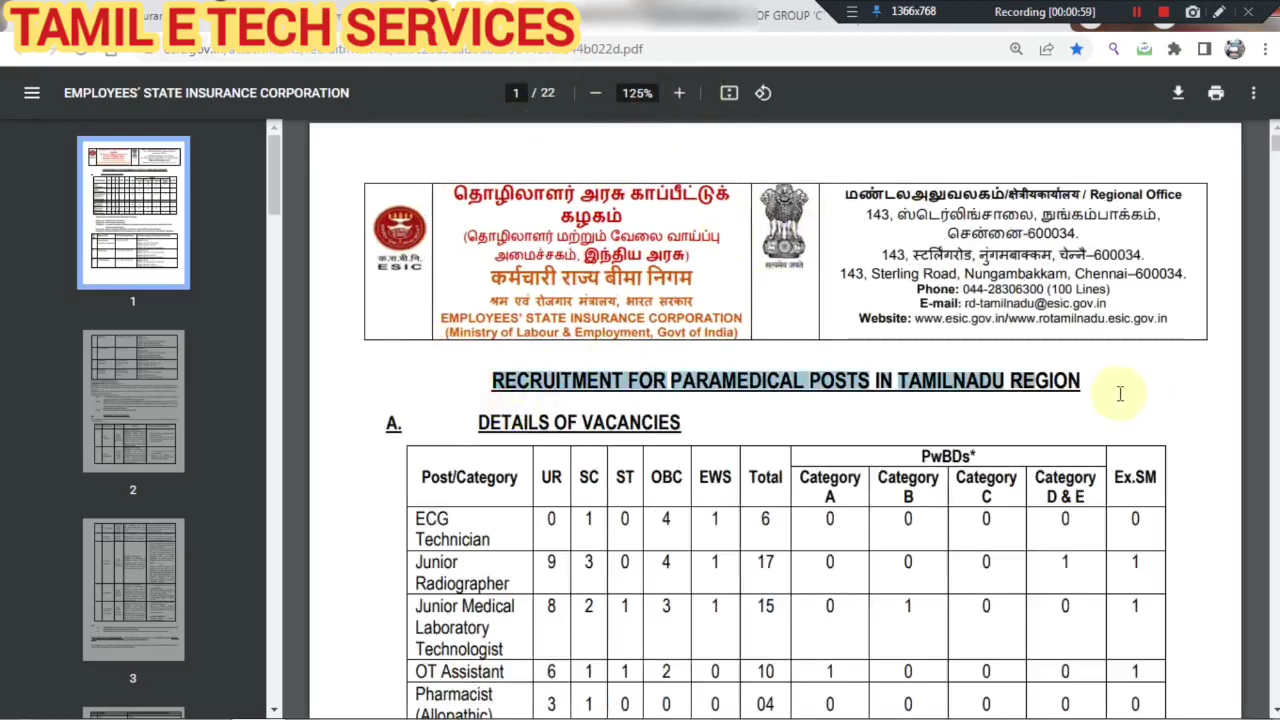 TAMIL E TECH SERVICES
OF GROUP 'C
1366x768
Recording [00:00:59]
4b022d.pdf
EMPLOYEES' STATE INSURANCE CORPORATION
1 / 22
125%
1
2
3
தொழிலாளர் அரசு காப்பீட்டுக்
கழகம்
(தொழிலாளர் மற்றும் வேலை வாய்ப்பு
அமைச்சகம், இந்திய அரசு)
कर्मचारी राज्य बीमा निगम
श्रम एवं रोजगार मंत्रालय, भारत सरकार
EMPLOYEES' STATE INSURANCE CORPORATION
(Ministry of Labour & Employment, Govt of India)
क.रा.बी.नि.
ESIC
सत्यमेव जयते
மண்டலஅலுவலகம்/क्षेत्रीयकार्यालय / Regional Office
143, ஸ்டெர்லிங்சாலை, நுங்கம்பாக்கம்,
சென்னை-600034.
143, स्टर्लिंगरोड, नुंगमबाक्कम, चेन्नै–600034.
143, Sterling Road, Nungambakkam, Chennai–600034.
Phone: 044-28306300 (100 Lines)
E-mail: rd-tamilnadu@esic.gov.in
Website: www.esic.gov.in/www.rotamilnadu.esic.gov.in
RECRUITMENT FOR PARAMEDICAL POSTS IN TAMILNADU REGION
A. DETAILS OF VACANCIES
Post/Category UR SC ST OBC EWS Total PwBDs* Ex.SM
Category A Category B Category C Category D & E
ECG Technician 0 1 0 4 1 6 0 0 0 0 0
Junior Radiographer 9 3 0 4 1 17 0 0 0 1 1
Junior Medical Laboratory Technologist 8 2 1 3 1 15 0 1 0 0 1
OT Assistant 6 1 1 2 0 10 1 0 0 0 1
Pharmacist (Allopathic) 3 1 0 0 0 04 0 0 0 0 0